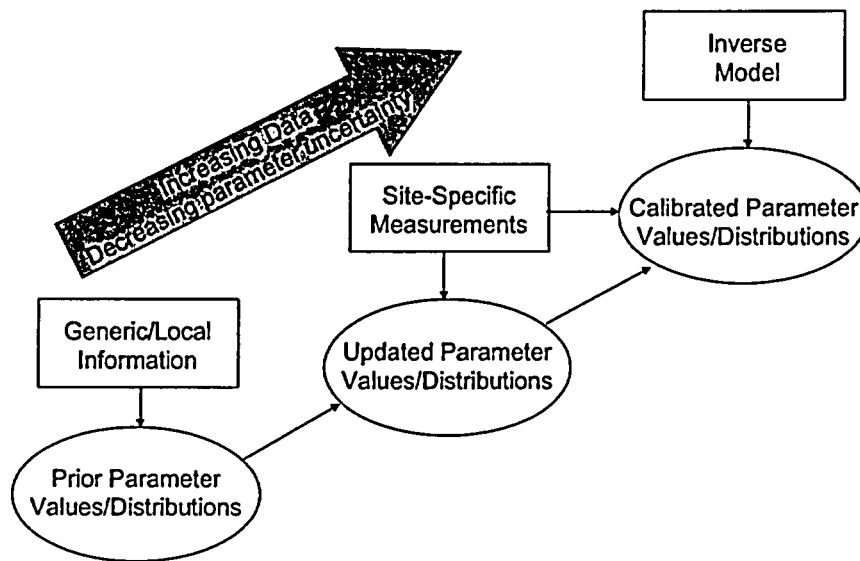 Inverse
Model
Increasing Data
Decreasing parameter uncertainty
Site-Specific
Measurements
Calibrated Parameter
Values/Distributions
Generic/Local
Information
Updated Parameter
Values/Distributions
Prior Parameter
Values/Distributions